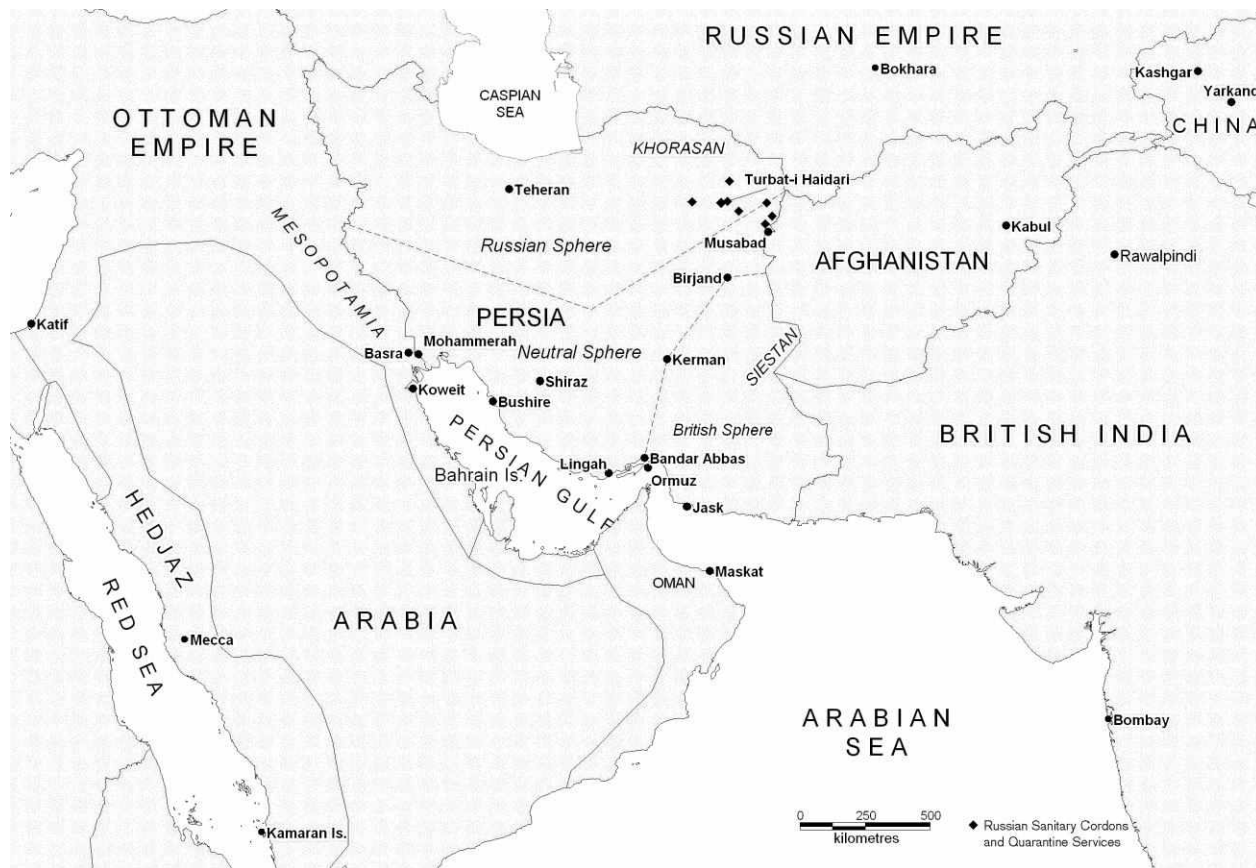 RUSSIAN EMPIRE
Bokhara
Kashgar
Yarkand
CHINA
CASPIAN
SEA
OTTOMAN
EMPIRE
KHORASAN
Turbat-i Haidari
Teheran
MESOPOTAMIA
Russian Sphere
Musabad
Kabul
AFGHANISTAN
Rawalpindi
Birjand
Katif
PERSIA
Mohammerah
Basra
Neutral Sphere
Kerman
SIESTAN
Koweit
Shiraz
Bushire
PERSIAN GULF
British Sphere
BRITISH INDIA
Lingah
Bandar Abbas
Bahrain Is.
Ormuz
Jask
HEDJAZ
RED SEA
OMAN
Maskat
ARABIA
Mecca
ARABIAN
SEA
Bombay
Kamaran Is.
0 250 500
kilometres
Russian Sanitary Cordons
and Quarantine Services